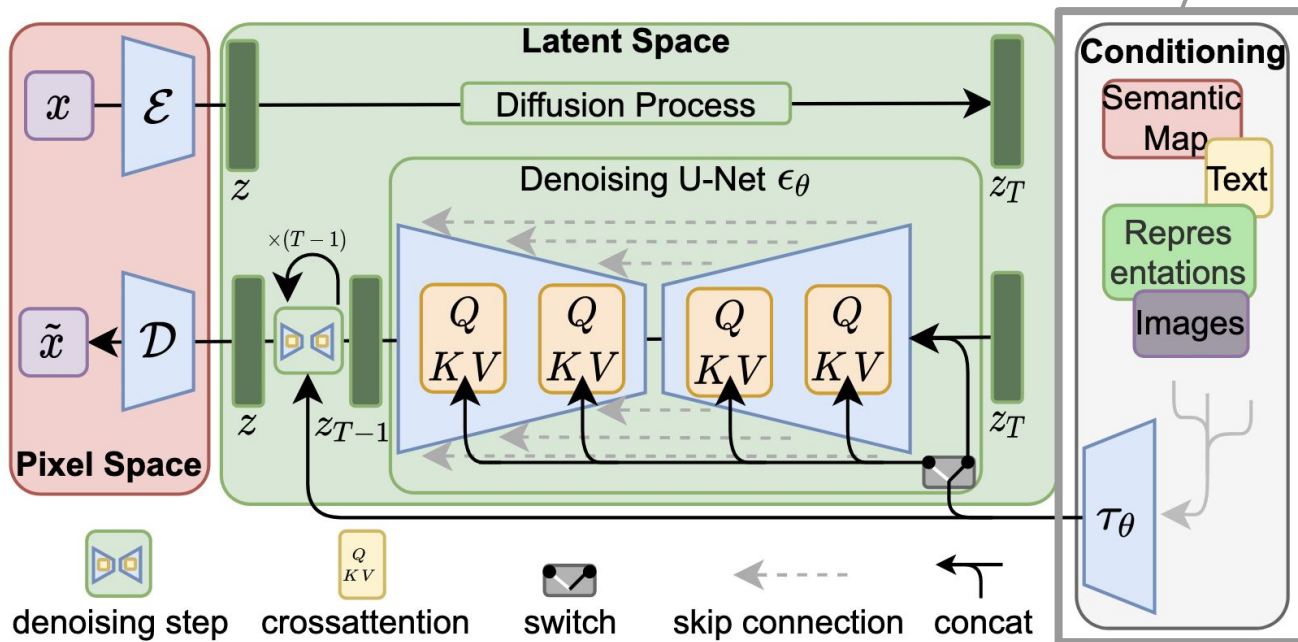 Latent Space
Conditioning
x
ℰ
Diffusion Process
z
z_T
Semantic
Map
Text
Denoising U-Net ϵ_θ
×(T−1)
Repres
entations
Images
x̃
𝒟
Q
KV
Q
KV
Q
KV
Q
KV
z
z_{T−1}
z_T
Pixel Space
τ_θ
Q
KV
denoising step
crossattention
switch
skip connection
concat